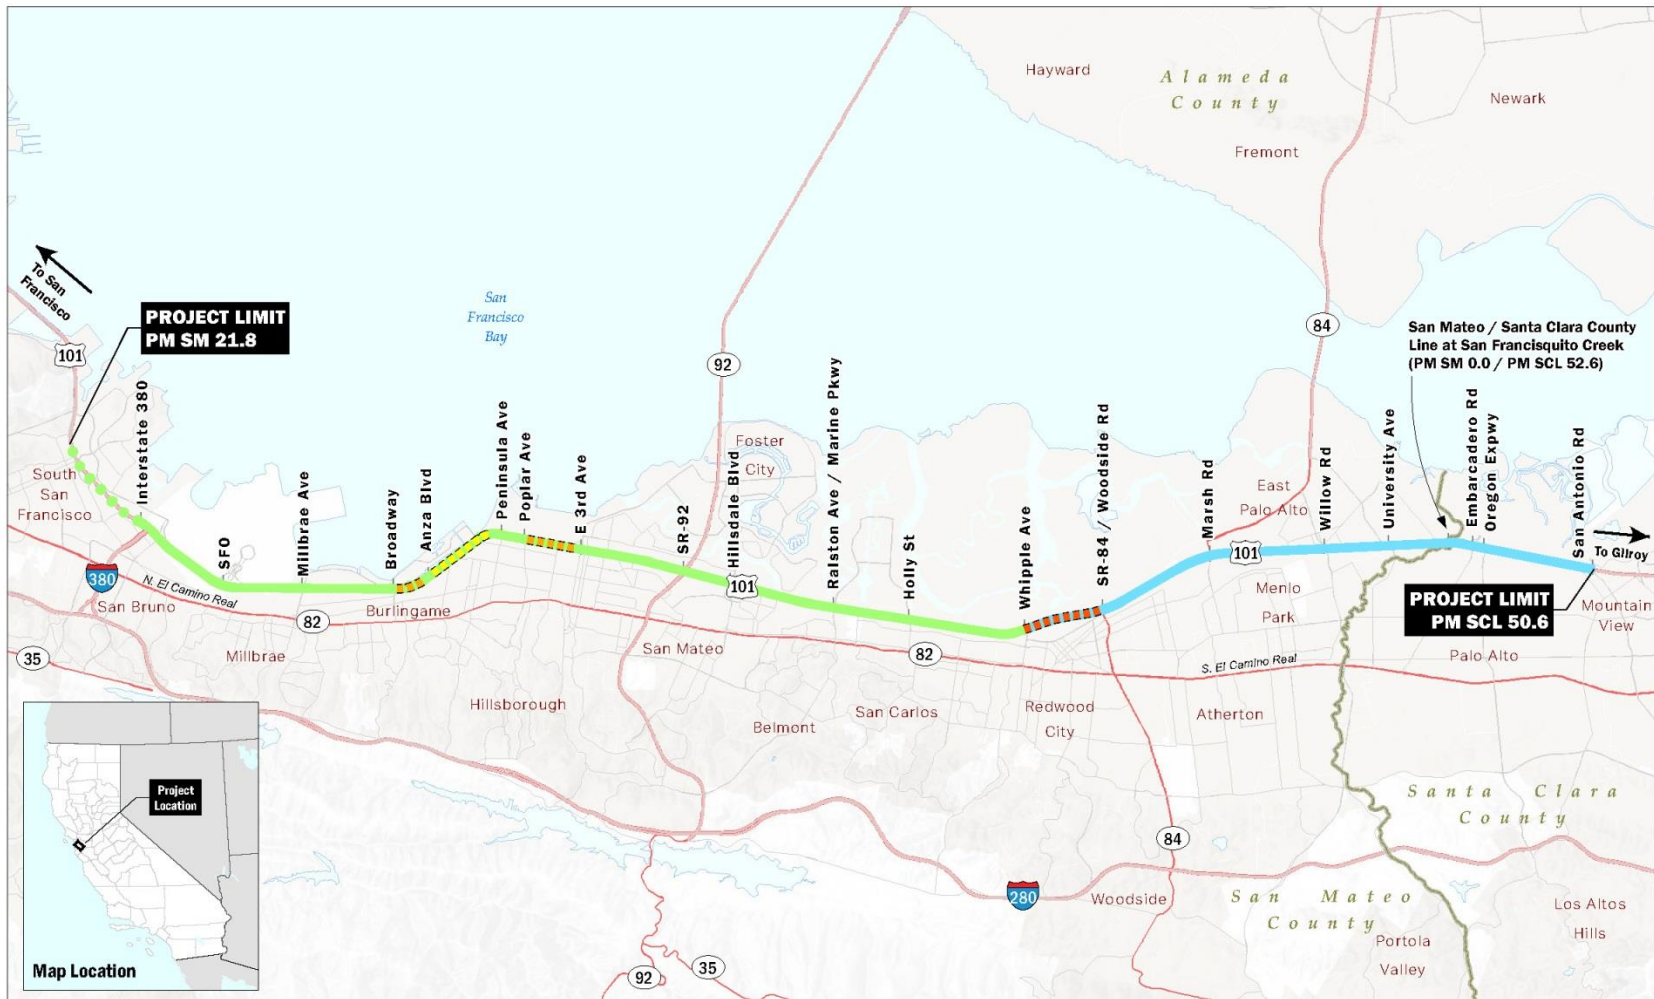 Hayward
Alameda
County
Newark
Fremont
To San
Francisco
PROJECT LIMIT
PM SM 21.8
San
Francisco
Bay
101
84
92
San Mateo / Santa Clara County
Line at San Francisquito Creek
(PM SM 0.0 / PM SCL 52.6)
Interstate 380
SFO
Millbrae Ave
Broadway
Anza Blvd
Peninsula Ave
Poplar Ave
E 3rd Ave
SR-92
Hillsdale Blvd
Ralston Ave / Marine Pkwy
Holly St
Whipple Ave
SR-84 / Woodside Rd
Marsh Rd
Willow Rd
University Ave
Embarcadero Rd
Oregon Expwy
San Antonio Rd
To Gilroy
South
San
Francisco
Foster
City
East
Palo Alto
101
101
380
San Bruno
N. El Camino Real
82
Burlingame
Menlo
Park
PROJECT LIMIT
PM SCL 50.6
Mountain
View
35
Millbrae
San Mateo
82
S. El Camino Real
Palo Alto
Hillsborough
Belmont
San Carlos
Redwood
City
Atherton
Project
Location
Map Location
84
Santa Clara
County
280
Woodside
San Mateo
County
Los Altos
Hills
Portola
Valley
92
35